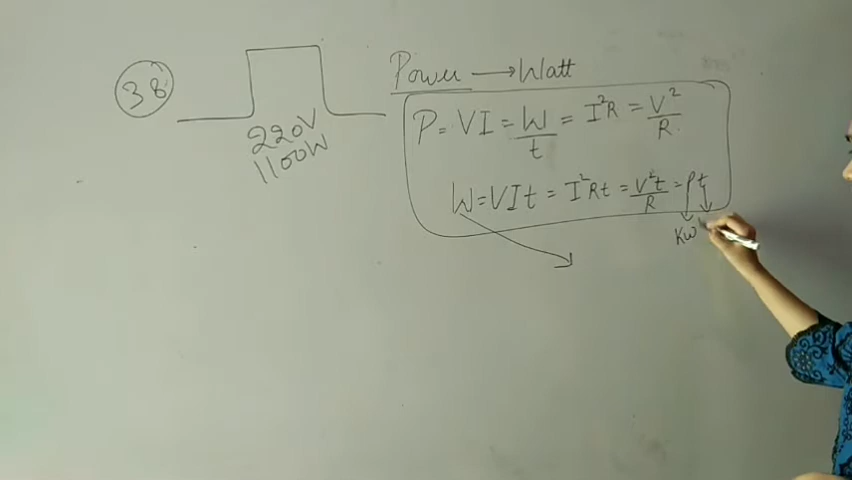 38
220V
1100W
Power → Watt
P = VI = W/t = I²R = V²/R
W = VIt = I²Rt = V²t/R = Pt
KW